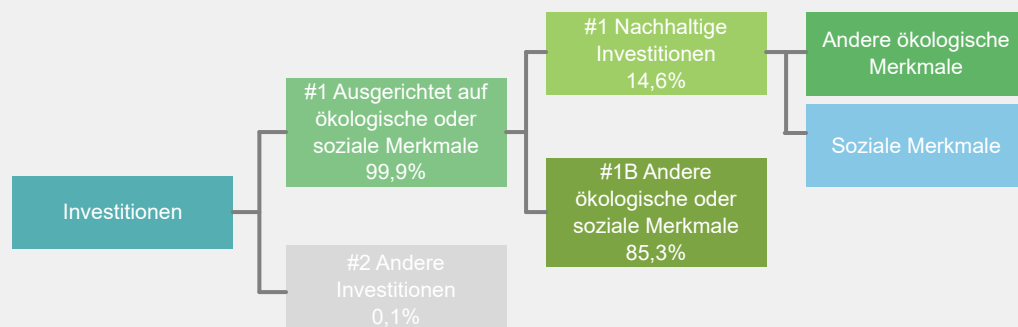 Investitionen
#1 Ausgerichtet auf
ökologische oder
soziale Merkmale
99,9%
#2 Andere
Investitionen
0,1%
#1 Nachhaltige
Investitionen
14,6%
#1B Andere
ökologische oder
soziale Merkmale
85,3%
Andere ökologische
Merkmale
Soziale Merkmale